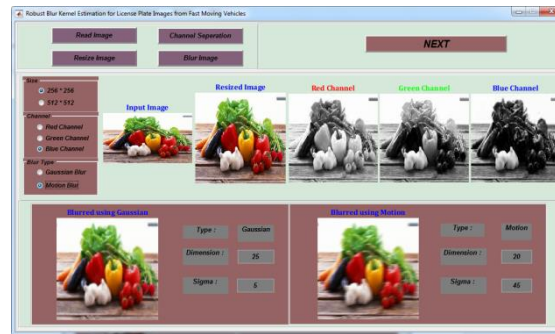 Robust Blur Kernel Estimation for License Plate Images from Fast Moving Vehicles
Read Image
Channel Seperation
Resize Image
Blur Image
NEXT
Size
256 * 256
512 * 512
Channel
Red Channel
Green Channel
Blue Channel
Blur Type
Gaussian Blur
Motion Blur
Input Image
Resized Image
Red Channel
Green Channel
Blue Channel
Blurred using Gaussian
Type :
Gaussian
Dimension :
25
Sigma :
5
Blurred using Motion
Type :
Motion
Dimension :
20
Sigma :
45